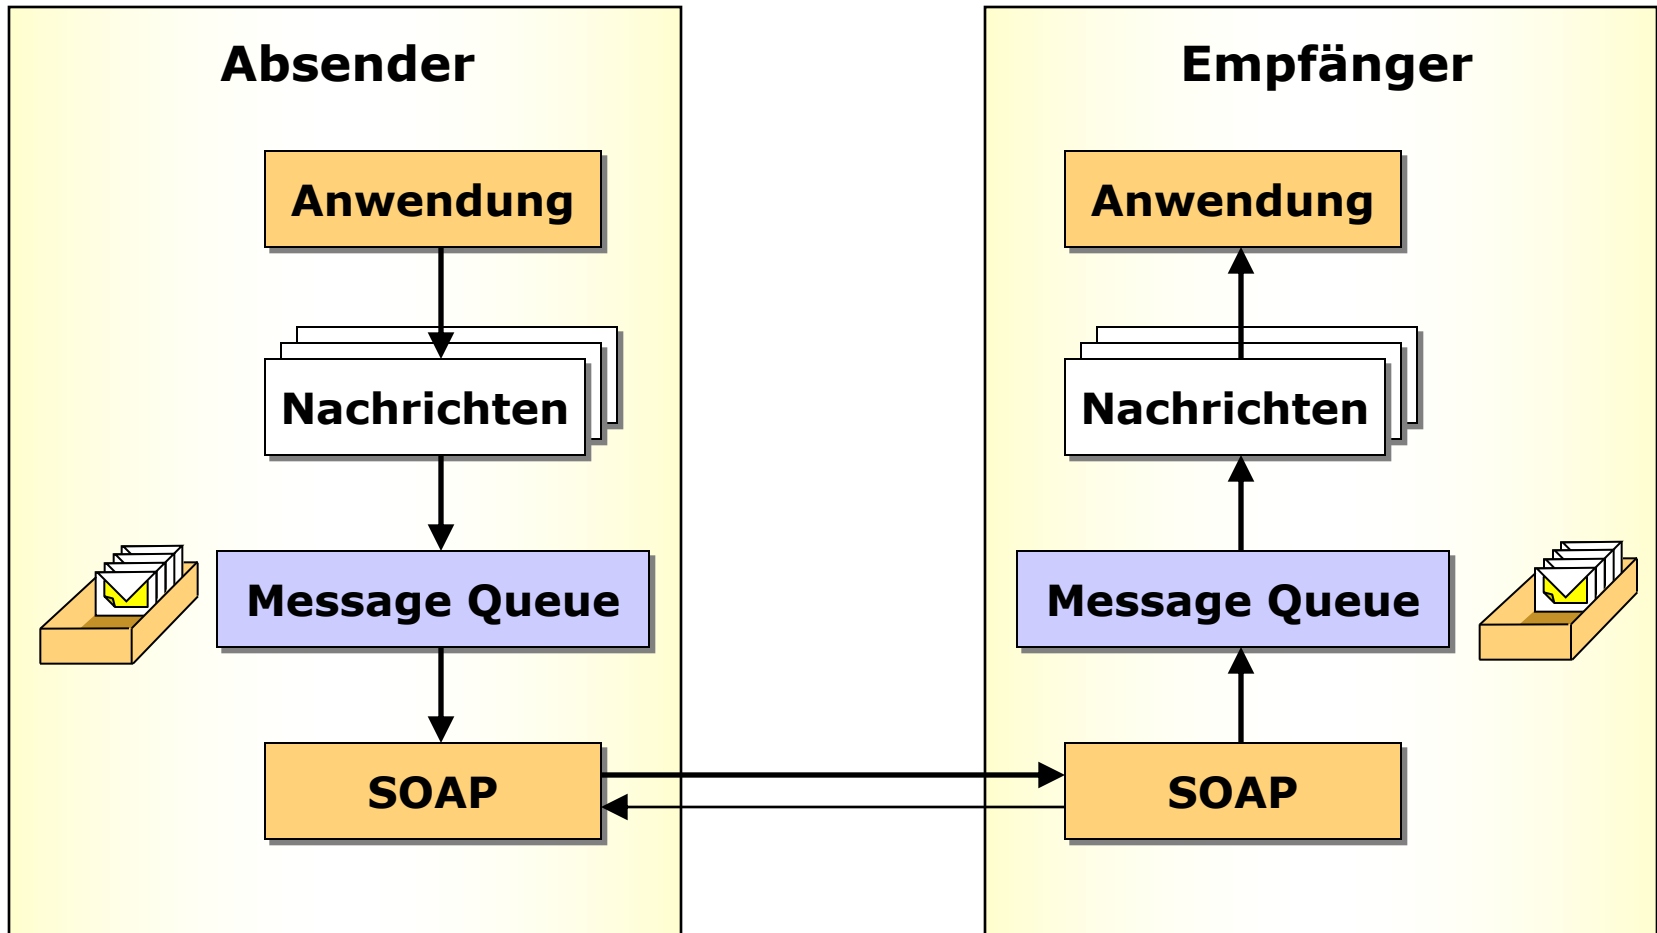 Absender
Anwendung
Nachrichten
Message Queue
SOAP
Empfänger
Anwendung
Nachrichten
Message Queue
SOAP